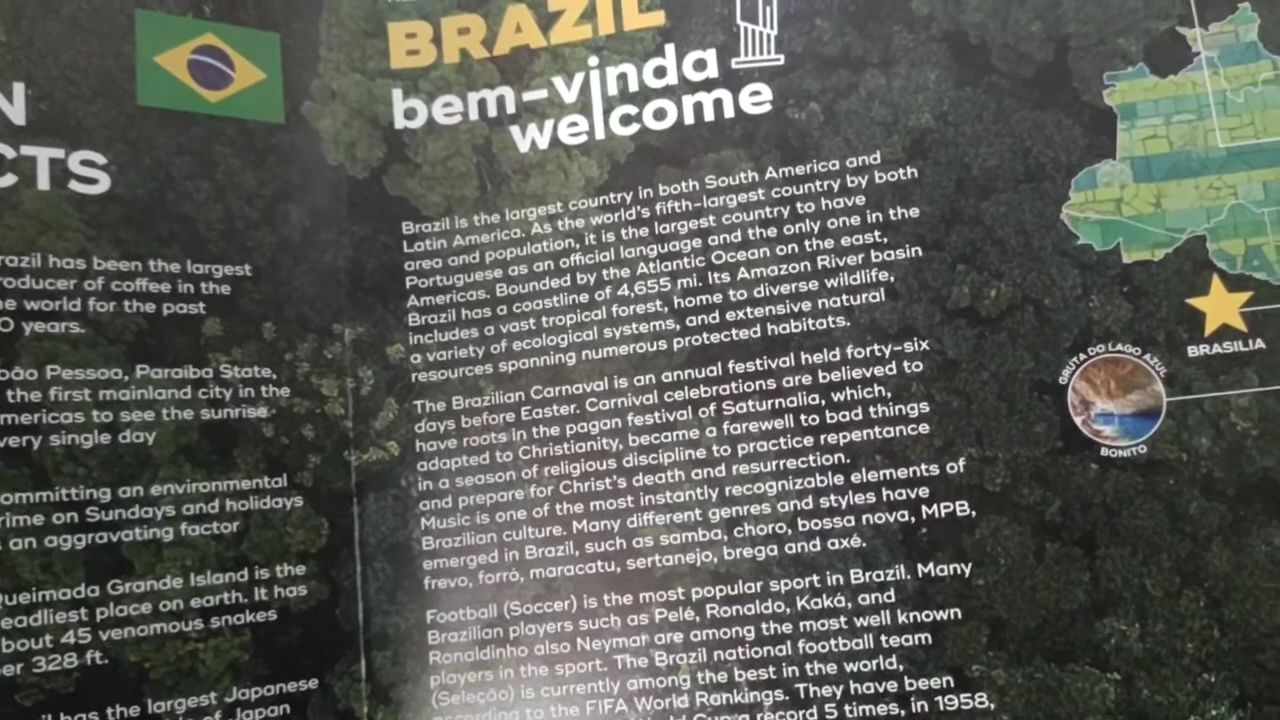 N
CTS
razil has been the largest
roducer of coffee in the
e world for the past
0 years.
oão Pessoa, Paraíba State,
the first mainland city in the
mericas to see the sunrise
very single day
ommitting an environmental
rime on Sundays and holidays
an aggravating factor
ueimada Grande Island is the
eadliest place on earth. It has
bout 45 venomous snakes
er 328 ft.
il has the largest Japanese
of Japan
BRAZIL
bem-vinda
welcome
Brazil is the largest country in both South America and
Latin America. As the world's fifth-largest country by both
area and population, it is the largest country to have
Portuguese as an official language and the only one in the
Americas. Bounded by the Atlantic Ocean on the east,
Brazil has a coastline of 4,655 mi. Its Amazon River basin
includes a vast tropical forest, home to diverse wildlife,
a variety of ecological systems, and extensive natural
resources spanning numerous protected habitats.
The Brazilian Carnaval is an annual festival held forty-six
days before Easter. Carnival celebrations are believed to
have roots in the pagan festival of Saturnalia, which,
adapted to Christianity, became a farewell to bad things
in a season of religious discipline to practice repentance
and prepare for Christ's death and resurrection.
Music is one of the most instantly recognizable elements of
Brazilian culture. Many different genres and styles have
emerged in Brazil, such as samba, choro, bossa nova, MPB,
frevo, forró, maracatu, sertanejo, brega and axé.
Football (Soccer) is the most popular sport in Brazil. Many
Brazilian players such as Pelé, Ronaldo, Kaká, and
Ronaldinho also Neymar are among the most well known
players in the sport. The Brazil national football team
(Seleção) is currently among the best in the world,
according to the FIFA World Rankings. They have been
World Cup a record 5 times, in 1958,
BRASILIA
GRUTA DO LAGO AZUL
BONITO